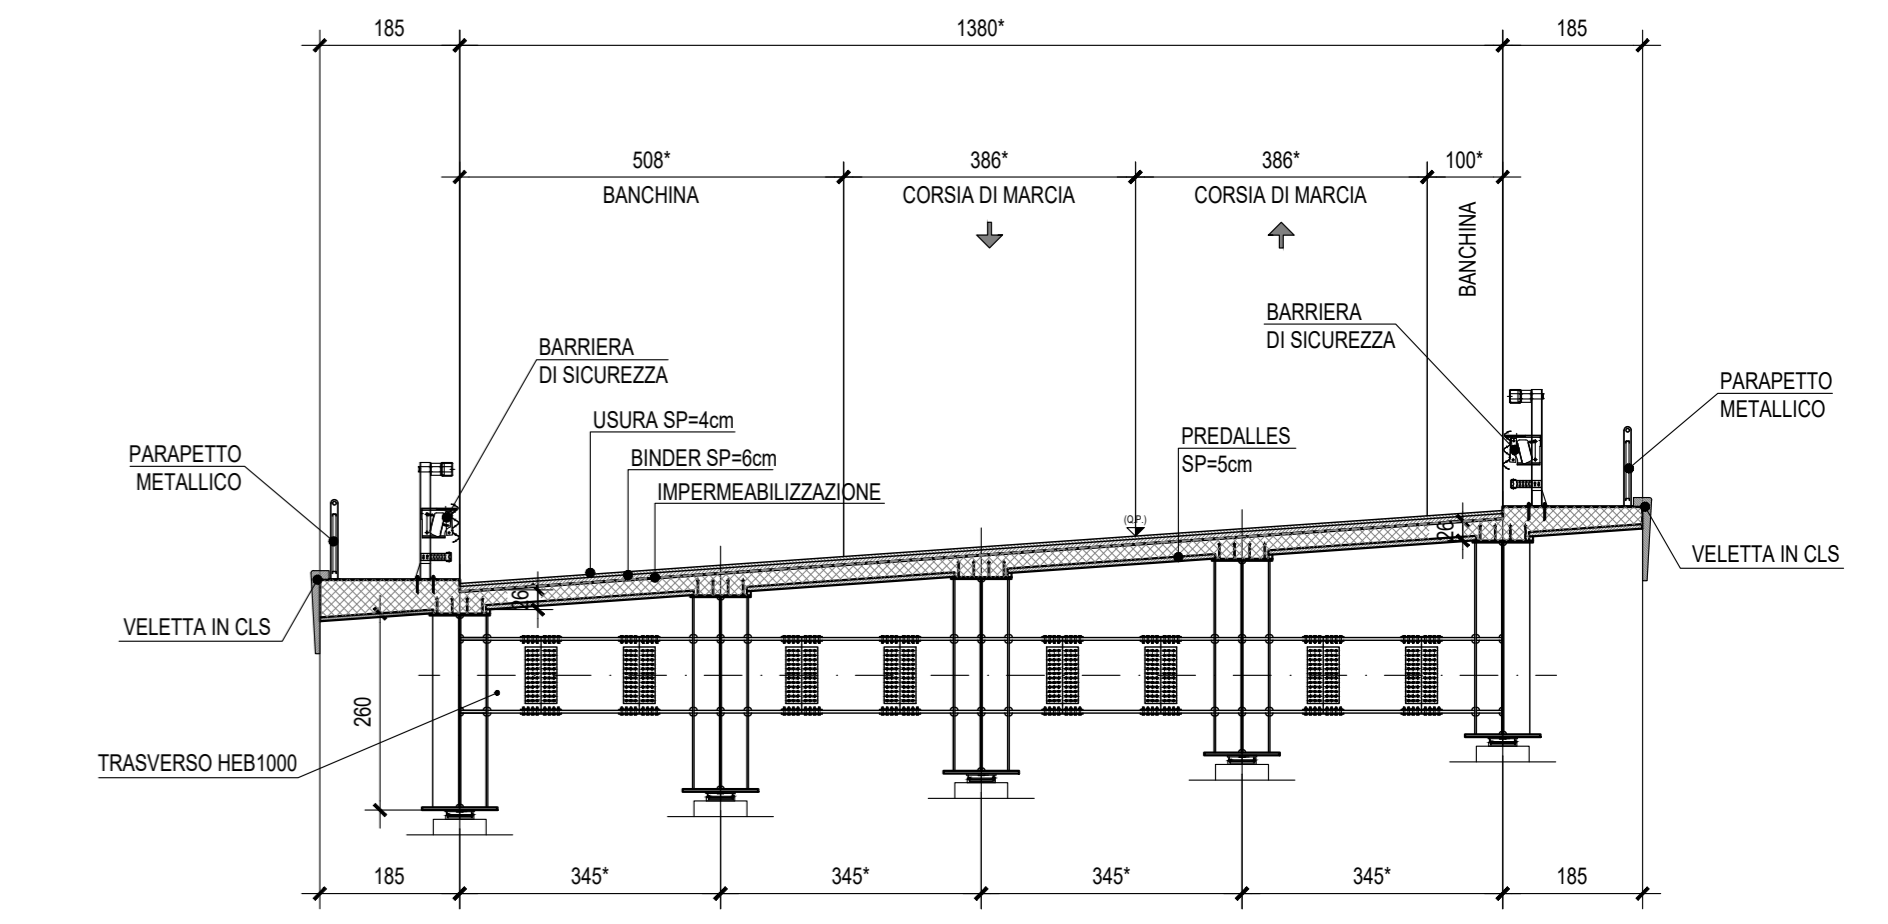 185
1380*
185
508*
386*
386*
100*
BANCHINA
CORSIA DI MARCIA
CORSIA DI MARCIA
BANCHINA
BARRIERA
DI SICUREZZA
BARRIERA
DI SICUREZZA
PARAPETTO
METALLICO
USURA SP=4cm
PREDALLES
SP=5cm
PARAPETTO
METALLICO
BINDER SP=6cm
IMPERMEABILIZZAZIONE
(Q.P.)
26
VELETTA IN CLS
26
VELETTA IN CLS
260
TRASVERSO HEB1000
185
345*
345*
345*
345*
185